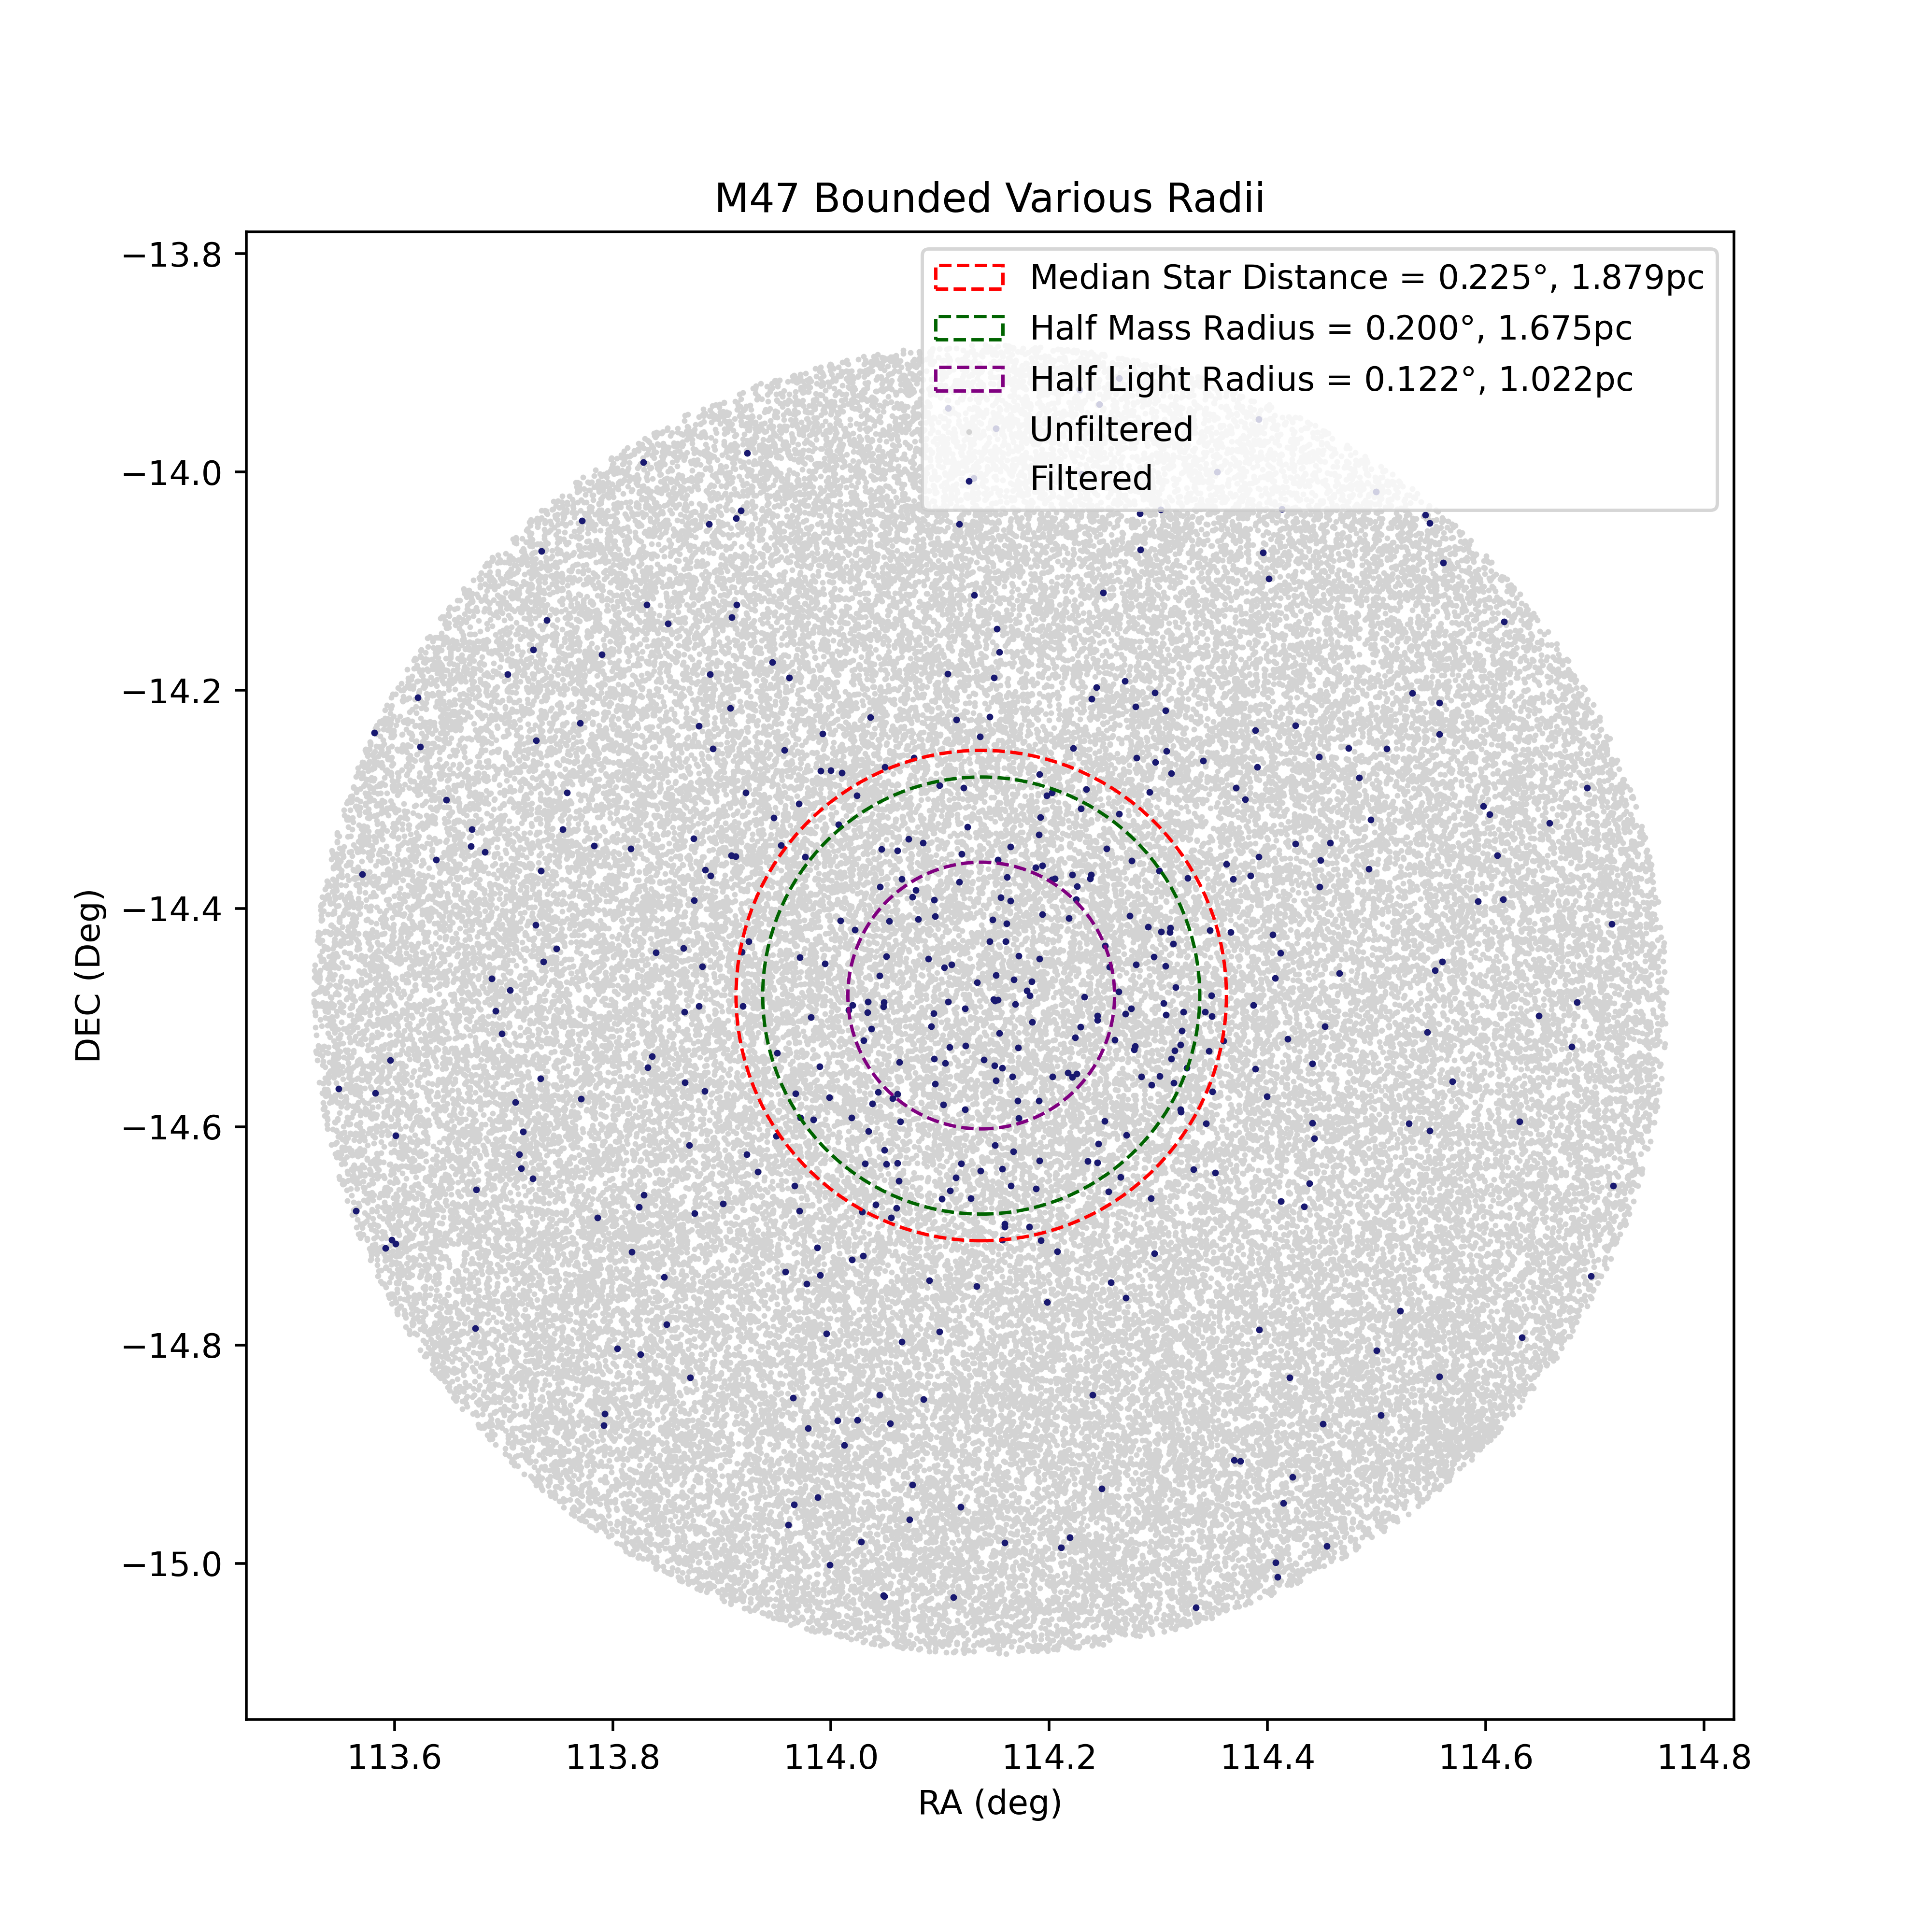 M47 Bounded Various Radii
Median Star Distance = 0.225°, 1.879pc
Half Mass Radius = 0.200°, 1.675pc
Half Light Radius = 0.122°, 1.022pc
Unfiltered
Filtered
−13.8
−14.0
−14.2
−14.4
−14.6
−14.8
−15.0
DEC (Deg)
113.6 113.8 114.0 114.2 114.4 114.6 114.8
RA (deg)